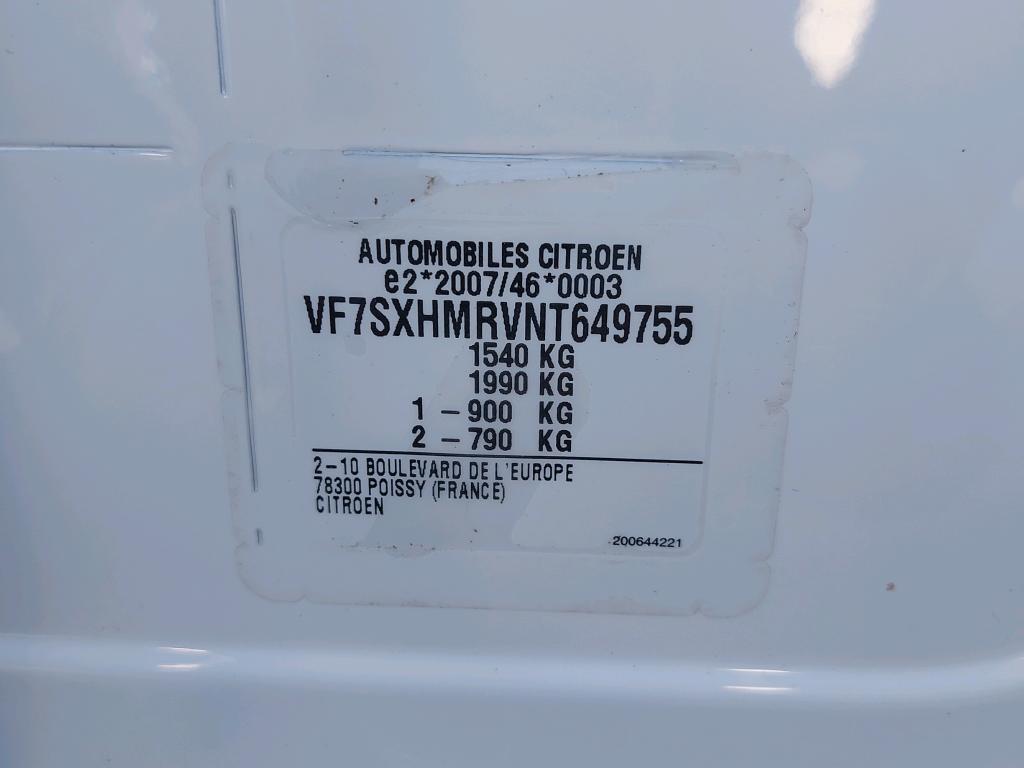 AUTOMOBILES CITROEN
e2*2007/46*0003
VF7SXHMRVNT649755
1540 KG
1990 KG
1 - 900 KG
2 - 790 KG
2-10 BOULEVARD DE L'EUROPE
78300 POISSY (FRANCE)
CITROEN
200644221